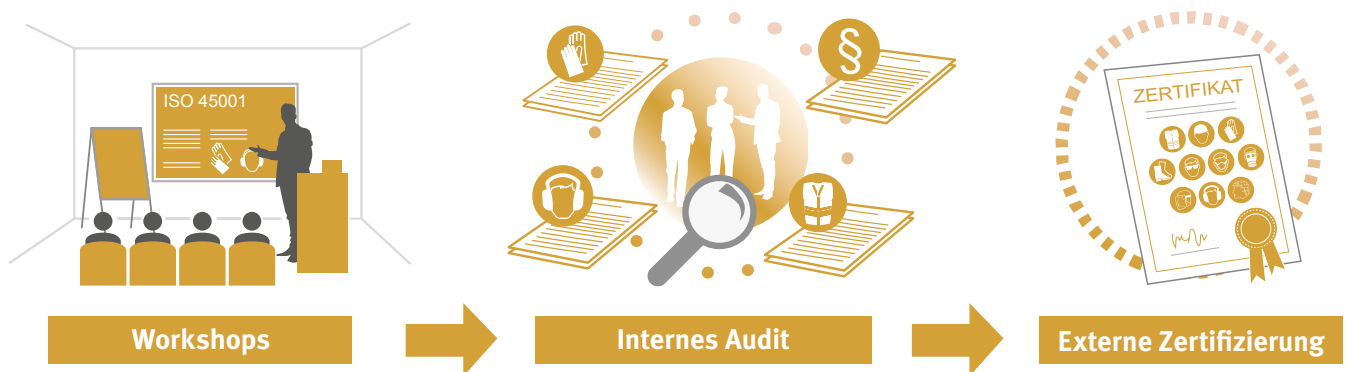 ISO 45001
§
ZERTIFIKAT
Workshops
Internes Audit
Externe Zertifizierung